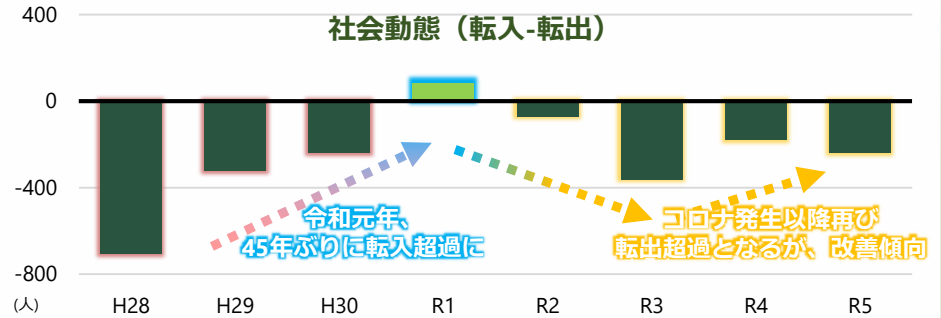 社会動態（転入-転出）
400
0
-400
-800
令和元年、
45年ぶりに転入超過に
コロナ発生以降再び
転出超過となるが、改善傾向
(人) H28 H29 H30 R1 R2 R3 R4 R5